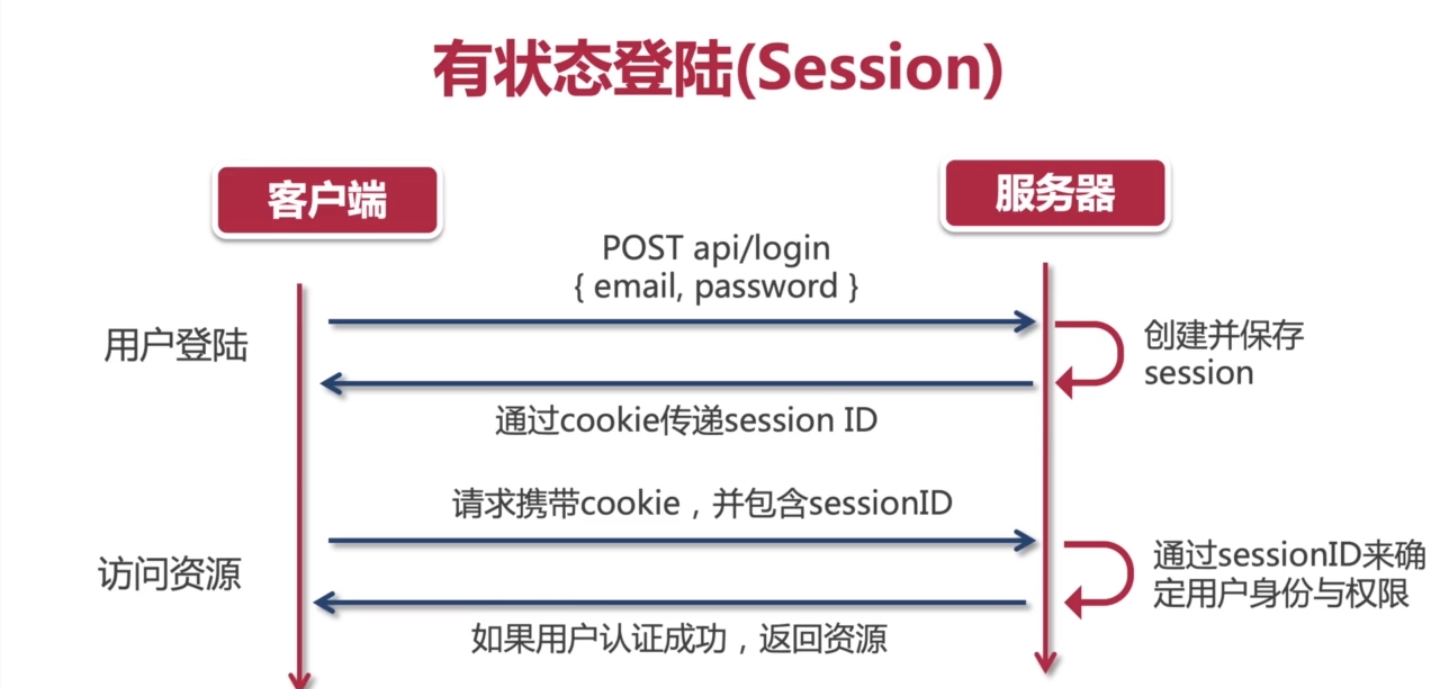 有状态登陆(Session)
客户端
服务器
POST api/login
{ email, password }
用户登陆
创建并保存
session
通过cookie传递session ID
请求携带cookie，并包含sessionID
访问资源
通过sessionID来确
定用户身份与权限
如果用户认证成功，返回资源